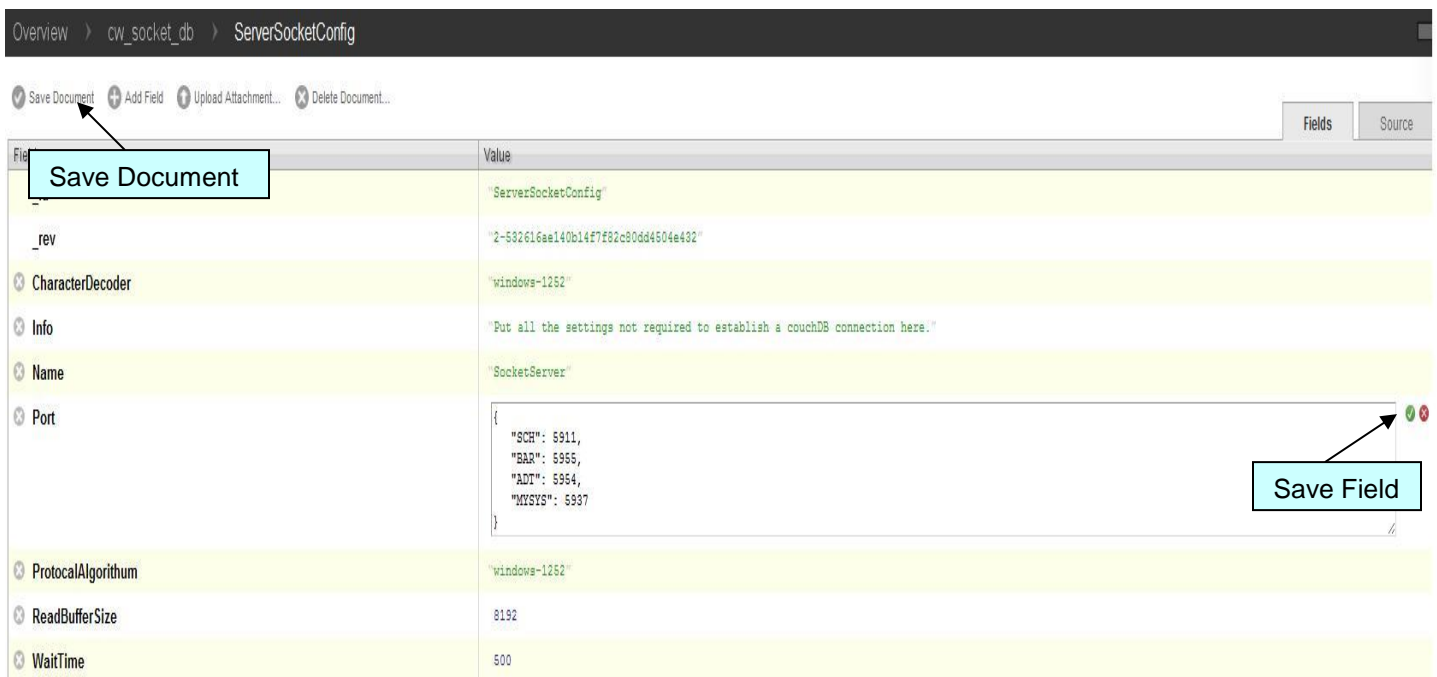 Overview > cw_socket_db > ServerSocketConfig
Save Document Add Field Upload Attachment... Delete Document...
Fields Source
Value
Save Document
"ServerSocketConfig"
_rev "2-532616ae140b14f7f82c80dd4504e432"
CharacterDecoder "windows-1252"
Info "Put all the settings not required to establish a couchDB connection here."
Name "SocketServer"
Port
{
"SCH": 5911,
"BAR": 5955,
"ADT": 5954,
"MYSYS": 5937
}
Save Field
ProtocalAlgorithum "windows-1252"
ReadBufferSize 8192
WaitTime 500